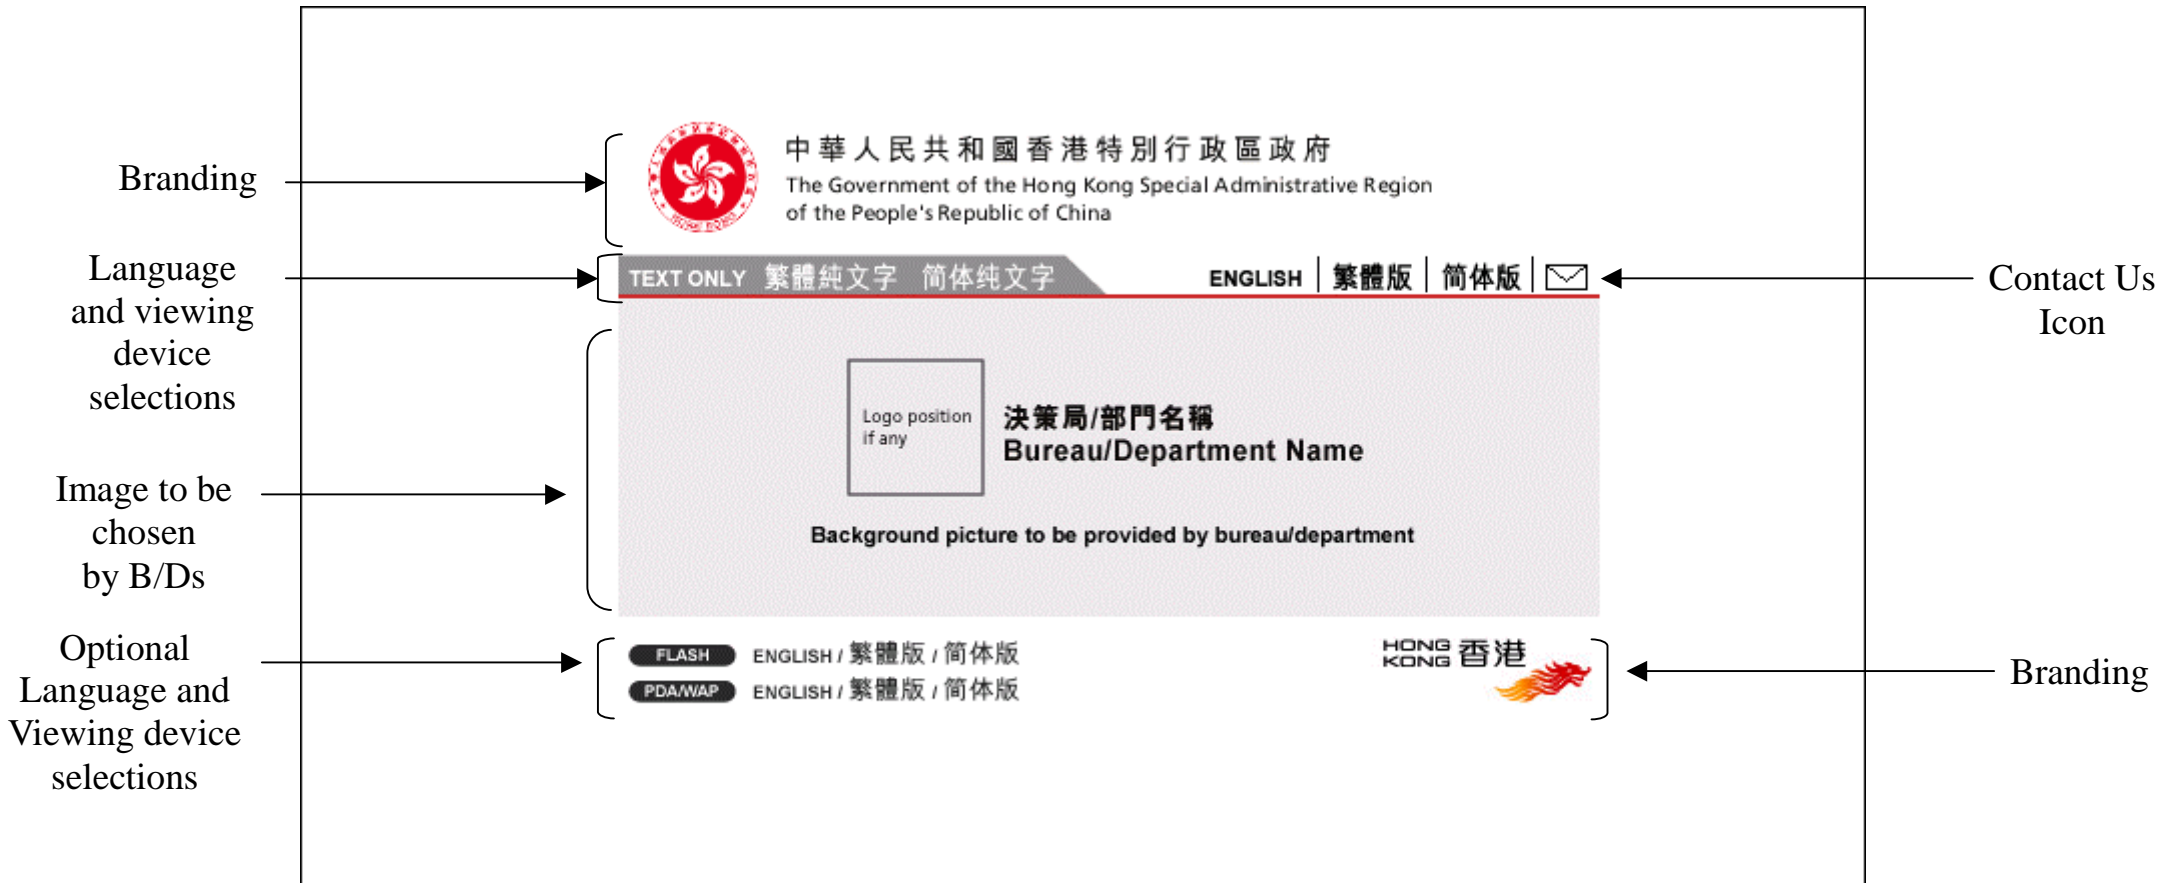 Branding
中華人民共和國香港特別行政區政府
The Government of the Hong Kong Special Administrative Region
of the People's Republic of China
Language
and viewing
device
selections
TEXT ONLY 繁體純文字 简体纯文字
ENGLISH 繁體版 简体版
Contact Us
Icon
Logo position
if any
決策局/部門名稱
Bureau/Department Name
Background picture to be provided by bureau/department
Image to be
chosen
by B/Ds
Optional
Language and
Viewing device
selections
FLASH ENGLISH / 繁體版 / 简体版
PDA/WAP ENGLISH / 繁體版 / 简体版
HONG
KONG 香港
Branding